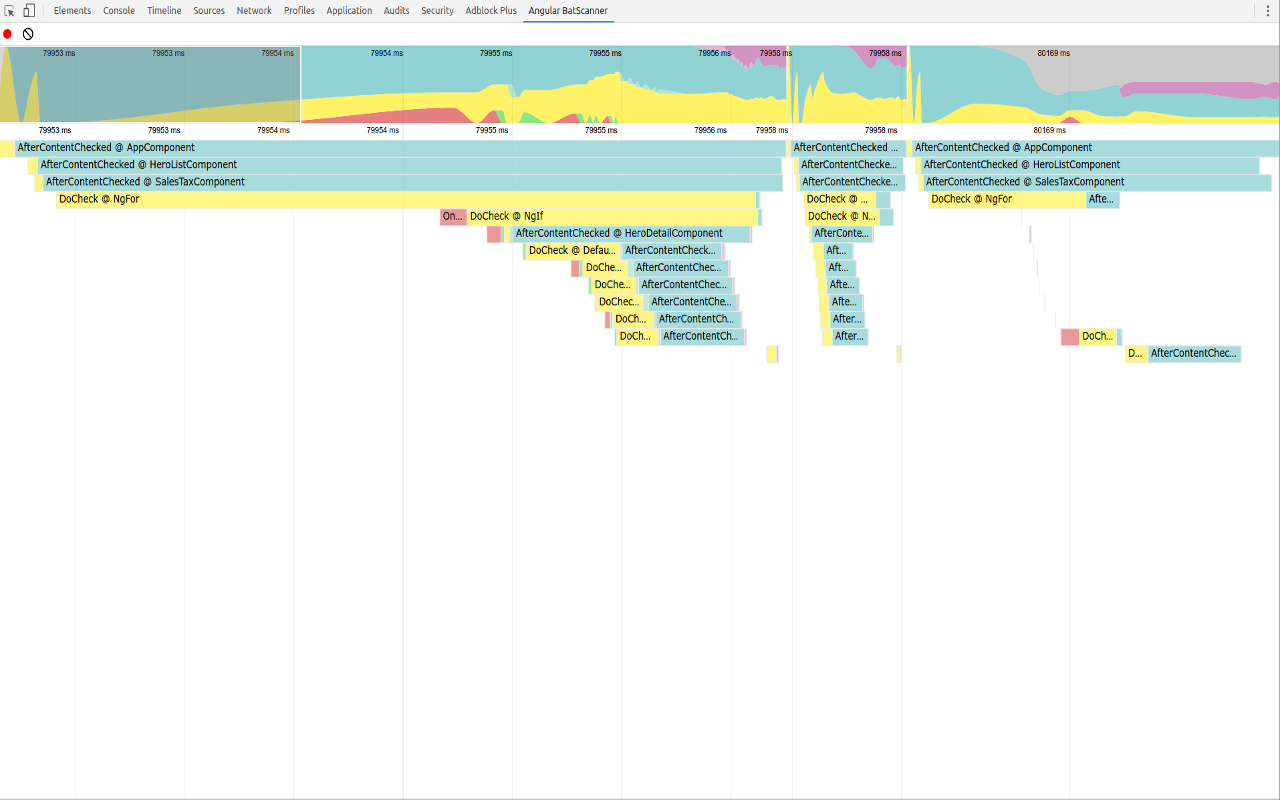 Elements Console Timeline Sources Network Profiles Application Audits Security Adblock Plus Angular BatScanner
79953 ms 79953 ms 79954 ms 79954 ms 79955 ms 79955 ms 79956 ms 79958 ms 79958 ms 80169 ms
79953 ms 79953 ms 79954 ms 79954 ms 79955 ms 79955 ms 79956 ms 79958 ms 79958 ms 80169 ms
AfterContentChecked @ AppComponent AfterContentChecked ... AfterContentChecked @ AppComponent
AfterContentChecked @ HeroListComponent AfterContentChecke... AfterContentChecked @ HeroListComponent
AfterContentChecked @ SalesTaxComponent AfterContentChecke... AfterContentChecked @ SalesTaxComponent
DoCheck @ NgFor DoCheck @ ... DoCheck @ NgFor Afte...
On... DoCheck @ NgIf DoCheck @ N...
AfterContentChecked @ HeroDetailComponent AfterConte...
DoCheck @ Defau... AfterContentCheck... Aft...
DoChe... AfterContentChec... Aft...
DoChe... AfterContentChec... Afte...
DoChec... AfterContentChe... Afte...
DoCh... AfterContentCh... After...
DoCh... AfterContentCh... After... DoCh...
D... AfterContentChec...